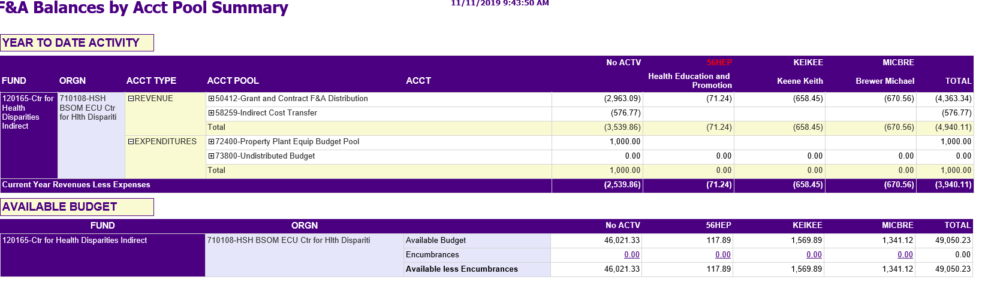 F&A Balances by Acct Pool Summary
11/11/2019 9:43:50 AM
YEAR TO DATE ACTIVITY
No ACTV 56HEP KEIKEE MICBRE
FUND ORGN ACCT TYPE ACCT POOL ACCT Health Education and Promotion Keene Keith Brewer Michael TOTAL
120165-Ctr for Health Disparities Indirect 710108-HSH BSOM ECU Ctr for Hlth Dispariti REVENUE 50412-Grant and Contract F&A Distribution (2,963.09) (71.24) (658.45) (670.56) (4,363.34)
58259-Indirect Cost Transfer (576.77) (576.77)
Total (3,539.86) (71.24) (658.45) (670.56) (4,940.11)
EXPENDITURES 72400-Property Plant Equip Budget Pool 1,000.00 1,000.00
73800-Undistributed Budget 0.00 0.00 0.00 0.00 0.00
Total 1,000.00 0.00 0.00 0.00 1,000.00
Current Year Revenues Less Expenses (2,539.86) (71.24) (658.45) (670.56) (3,940.11)
AVAILABLE BUDGET
FUND ORGN No ACTV 56HEP KEIKEE MICBRE TOTAL
120165-Ctr for Health Disparities Indirect 710108-HSH BSOM ECU Ctr for Hlth Dispariti Available Budget 46,021.33 117.89 1,569.89 1,341.12 49,050.23
Encumbrances 0.00 0.00 0.00 0.00 0.00
Available less Encumbrances 46,021.33 117.89 1,569.89 1,341.12 49,050.23